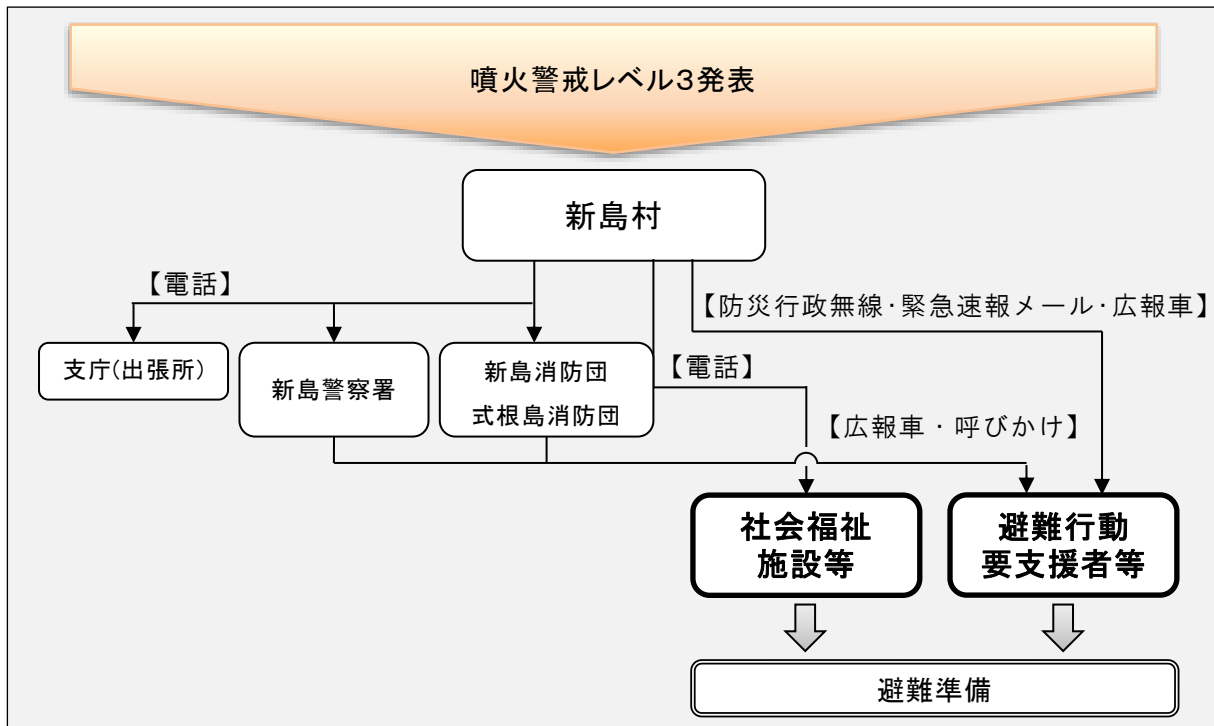 噴火警戒レベル3発表
新島村
【電話】
【防災行政無線・緊急速報メール・広報車】
支庁(出張所)
新島警察署
新島消防団
式根島消防団
【電話】
【広報車・呼びかけ】
社会福祉
施設等
避難行動
要支援者等
避難準備